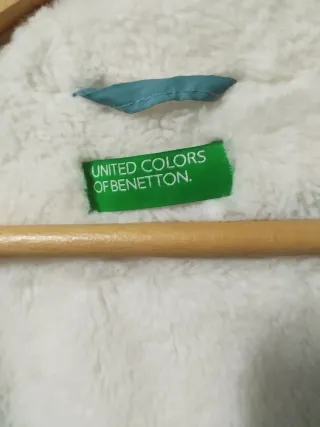 UNITED COLORS
OF BENETTON.